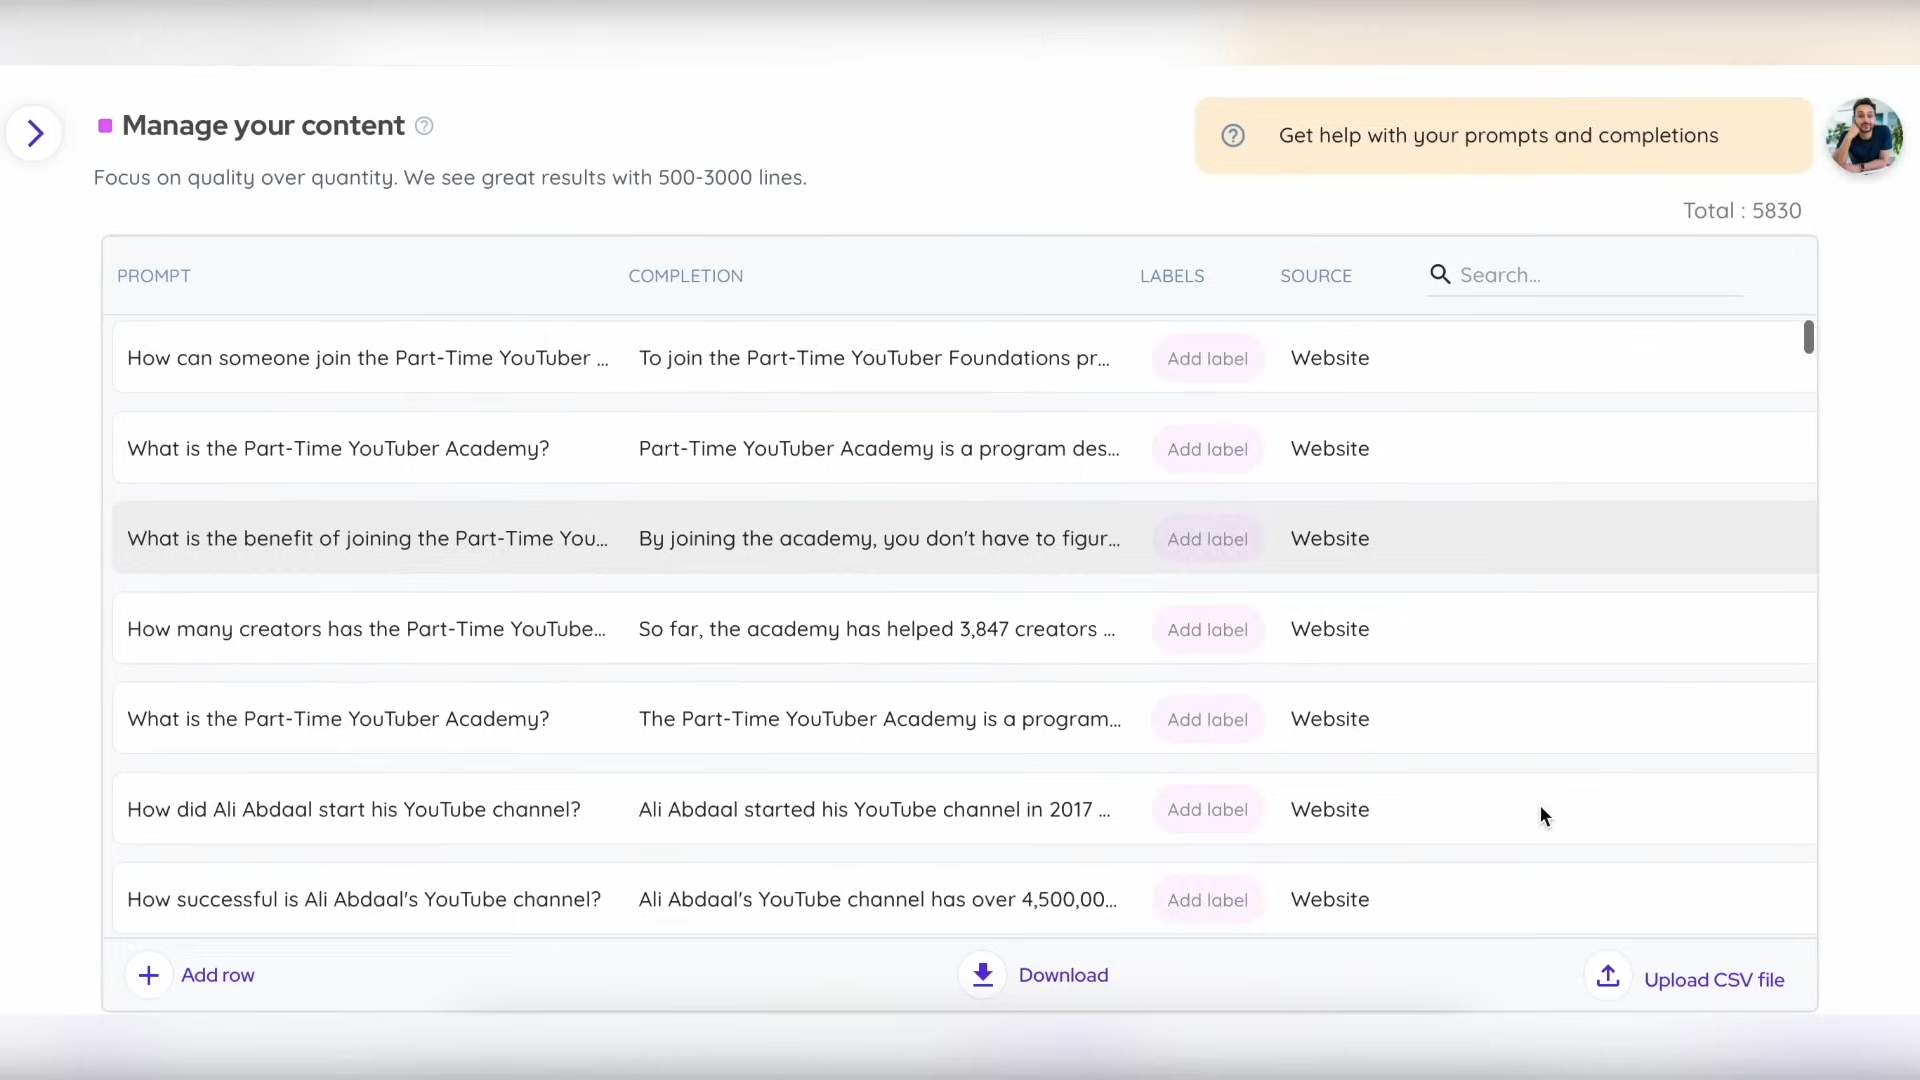 Manage your content
Get help with your prompts and completions
Focus on quality over quantity. We see great results with 500-3000 lines.
Total : 5830
PROMPT COMPLETION LABELS SOURCE Search...
How can someone join the Part-Time YouTuber ... To join the Part-Time YouTuber Foundations pr... Add label Website
What is the Part-Time YouTuber Academy? Part-Time YouTuber Academy is a program des... Add label Website
What is the benefit of joining the Part-Time You... By joining the academy, you don't have to figur... Add label Website
How many creators has the Part-Time YouTube... So far, the academy has helped 3,847 creators ... Add label Website
What is the Part-Time YouTuber Academy? The Part-Time YouTuber Academy is a program... Add label Website
How did Ali Abdaal start his YouTube channel? Ali Abdaal started his YouTube channel in 2017 ... Add label Website
How successful is Ali Abdaal's YouTube channel? Ali Abdaal's YouTube channel has over 4,500,00... Add label Website
Add row Download Upload CSV file